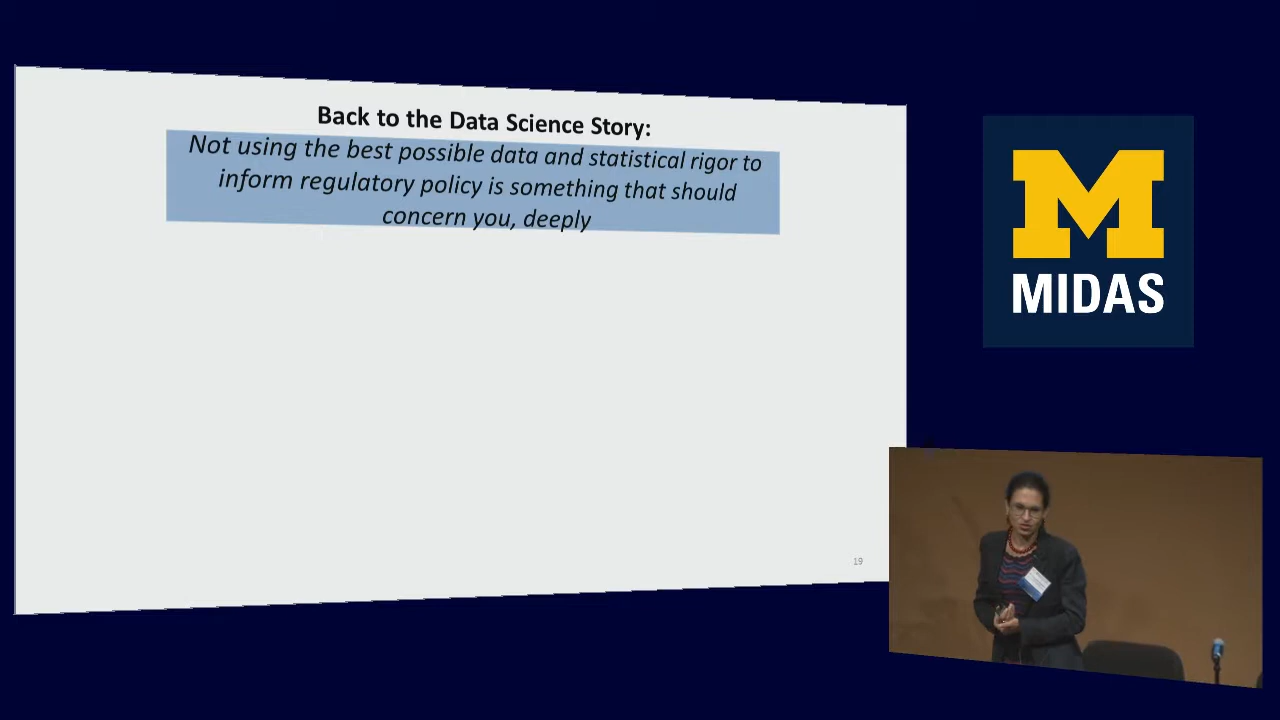 Back to the Data Science Story:
Not using the best possible data and statistical rigor to
inform regulatory policy is something that should
concern you, deeply
19
M
MIDAS